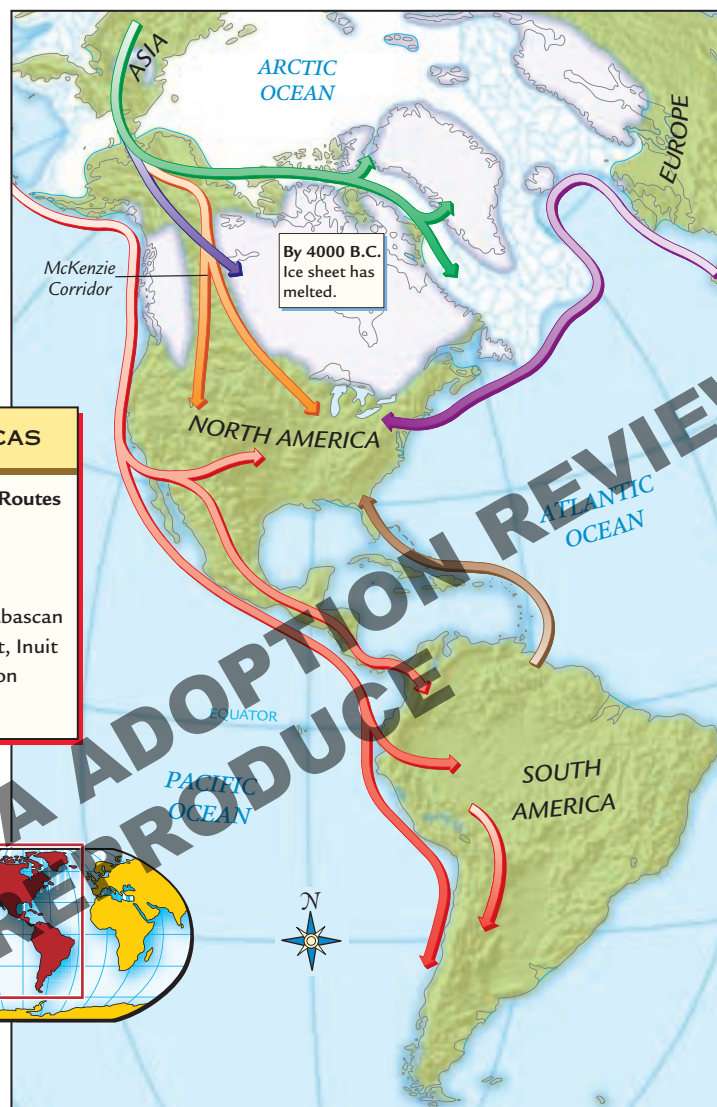 ASIA
ARCTIC
OCEAN
EUROPE
By 4000 B.C.
Ice sheet has
melted.
McKenzie
Corridor
NORTH AMERICA
CAS
Routes
abascan
t, Inuit
on
ATLANTIC
OCEAN
EQUATOR
PACIFIC
OCEAN
SOUTH
AMERICA
N
A ADOPTION REVIEW
REPRODUCE